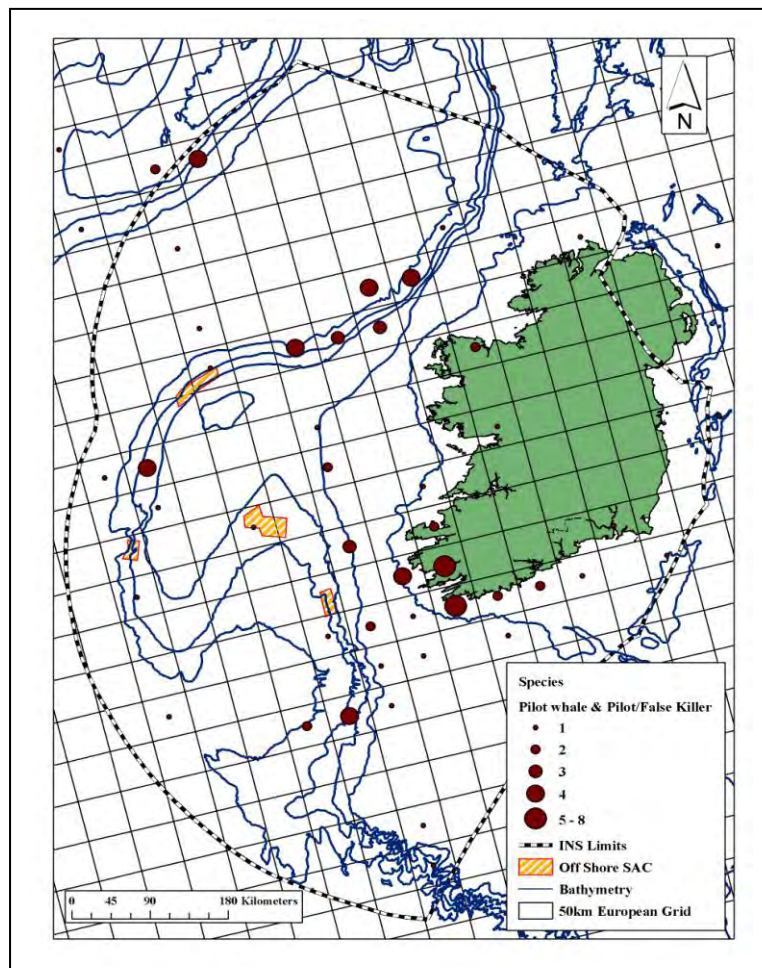 N
Species
Pilot whale & Pilot/False Killer
1
2
3
4
5 - 8
INS Limits
Off Shore SAC
Bathymetry
50km European Grid
0 45 90 180 Kilometers